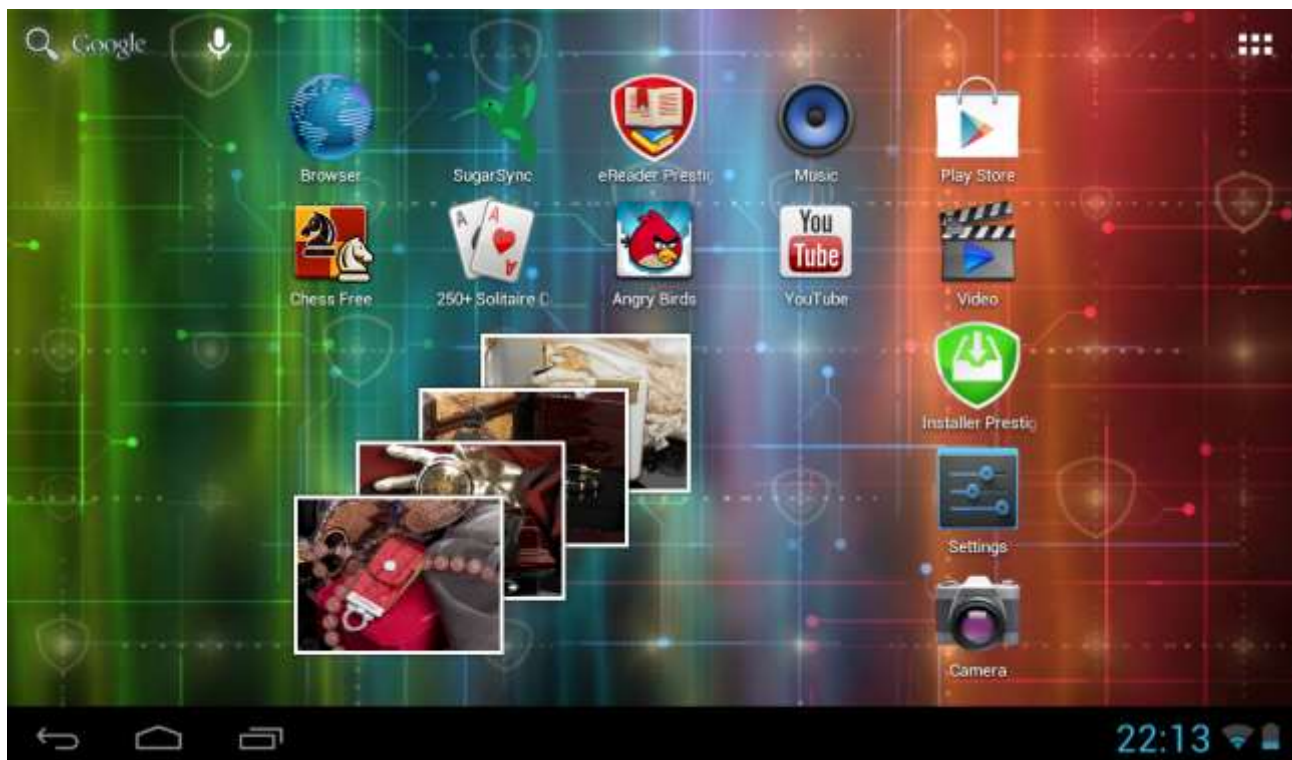 Google
Browser
SugarSync
eReader Prestig
Music
Play Store
A A
A
You
Tube
Chess Free
250+ Solitaire C
Angry Birds
YouTube
Video
Installer Prestig
Settings
Camera
22:13